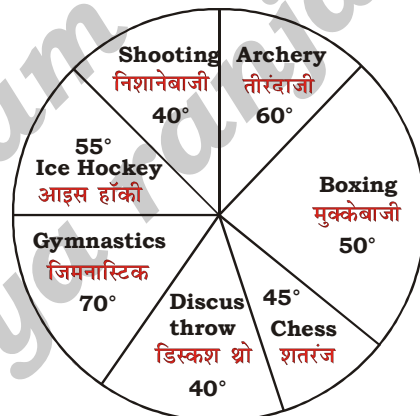 Shooting
निशानेबाजी
40°
Archery
तीरंदाजी
60°
55°
Ice Hockey
आइस हॉकी
Boxing
मुक्केबाजी
50°
Gymnastics
जिमनास्टिक
70°
Discus
throw
डिस्कश थ्रो
40°
45°
Chess
शतरंज